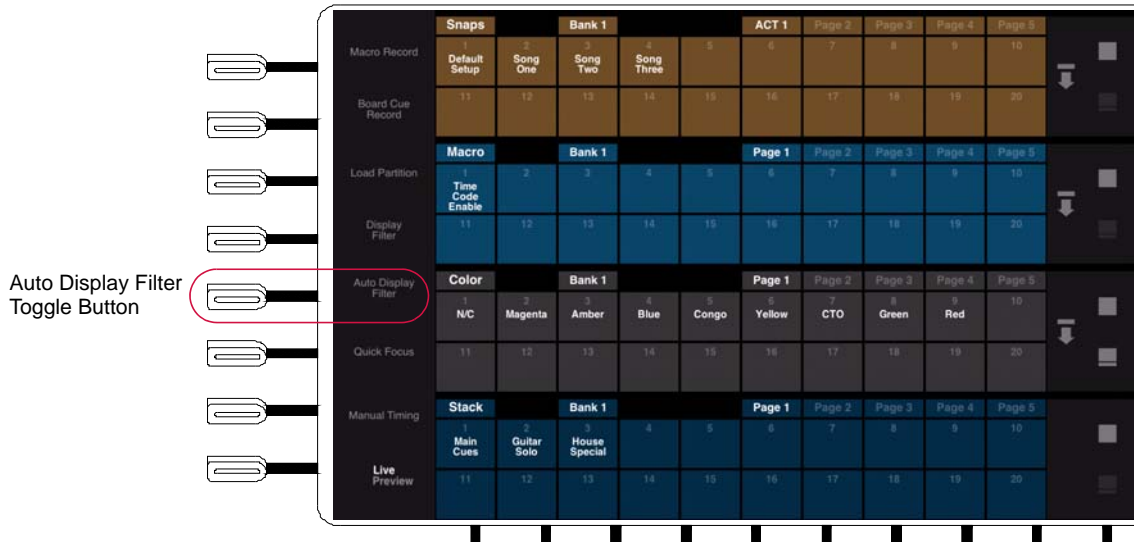 Auto Display Filter
Toggle Button
Macro Record
Board Cue
Record
Load Partition
Display
Filter
Auto Display
Filter
Quick Focus
Manual Timing
Live
Preview
Snaps Bank 1 ACT 1 Page 2 Page 3 Page 4 Page 5
1 2 3 4 5 6 7 8 9 10
Default Setup Song One Song Two Song Three
11 12 13 14 15 16 17 18 19 20
Macro Bank 1 Page 1 Page 2 Page 3 Page 4 Page 5
1 2 3 4 5 6 7 8 9 10
Time Code Enable
11 12 13 14 15 16 17 18 19 20
Color Bank 1 Page 1 Page 2 Page 3 Page 4 Page 5
1 2 3 4 5 6 7 8 9 10
N/C Magenta Amber Blue Congo Yellow CTO Green Red
11 12 13 14 15 16 17 18 19 20
Stack Bank 1 Page 1 Page 2 Page 3 Page 4 Page 5
1 2 3 4 5 6 7 8 9 10
Main Cues Guitar Solo House Special
11 12 13 14 15 16 17 18 19 20